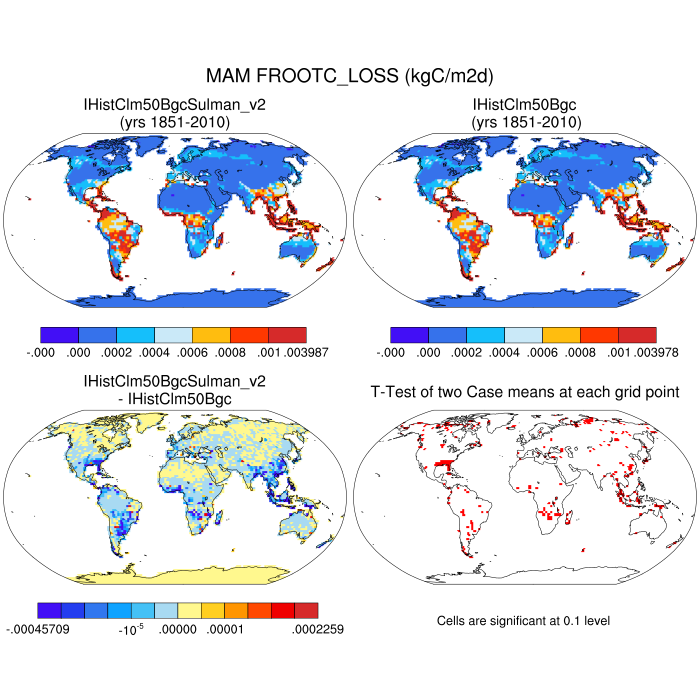 MAM FROOTC_LOSS (kgC/m2d)
IHistClm50BgcSulman_v2
(yrs 1851-2010)
IHistClm50Bgc
(yrs 1851-2010)
-.000 .000 .0002 .0004 .0006 .0008 .001 .003987
-.000 .000 .0002 .0004 .0006 .0008 .001 .003978
IHistClm50BgcSulman_v2
- IHistClm50Bgc
T-Test of two Case means at each grid point
-.00045709 -10-5 .00000 .00001 .0002259
Cells are significant at 0.1 level